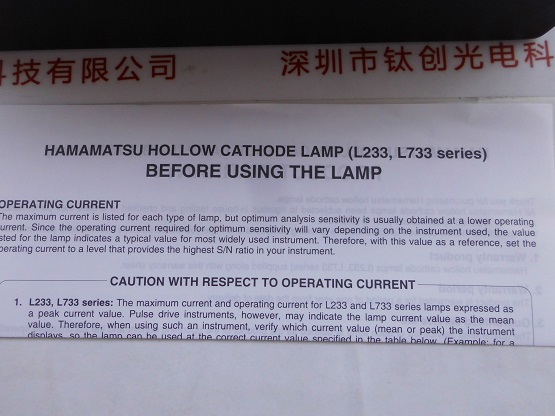 科技有限公司 深圳市钛创光电科
HAMAMATSU HOLLOW CATHODE LAMP (L233, L733 series)
BEFORE USING THE LAMP
OPERATING CURRENT
The maximum current is listed for each type of lamp, but optimum analysis sensitivity is usually obtained at a lower operating
urrent. Since the operating current required for optimum sensitivity will vary depending on the instrument used, the value
sted for the lamp indicates a typical value for most widely used instrument. Therefore, with this value as a reference, set the
perating current to a level that provides the highest S/N ratio in your instrument.
CAUTION WITH RESPECT TO OPERATING CURRENT
1. L233, L733 series: The maximum current and operating current for L233 and L733 series lamps expressed as
a peak current value. Pulse drive instruments, however, may indicate the lamp current value as the mean
value. Therefore, when using such an instrument, verify which current value (mean or peak) the instrument
displays, so the lamp can be used at the correct current value specified in the table below. (Example: for a